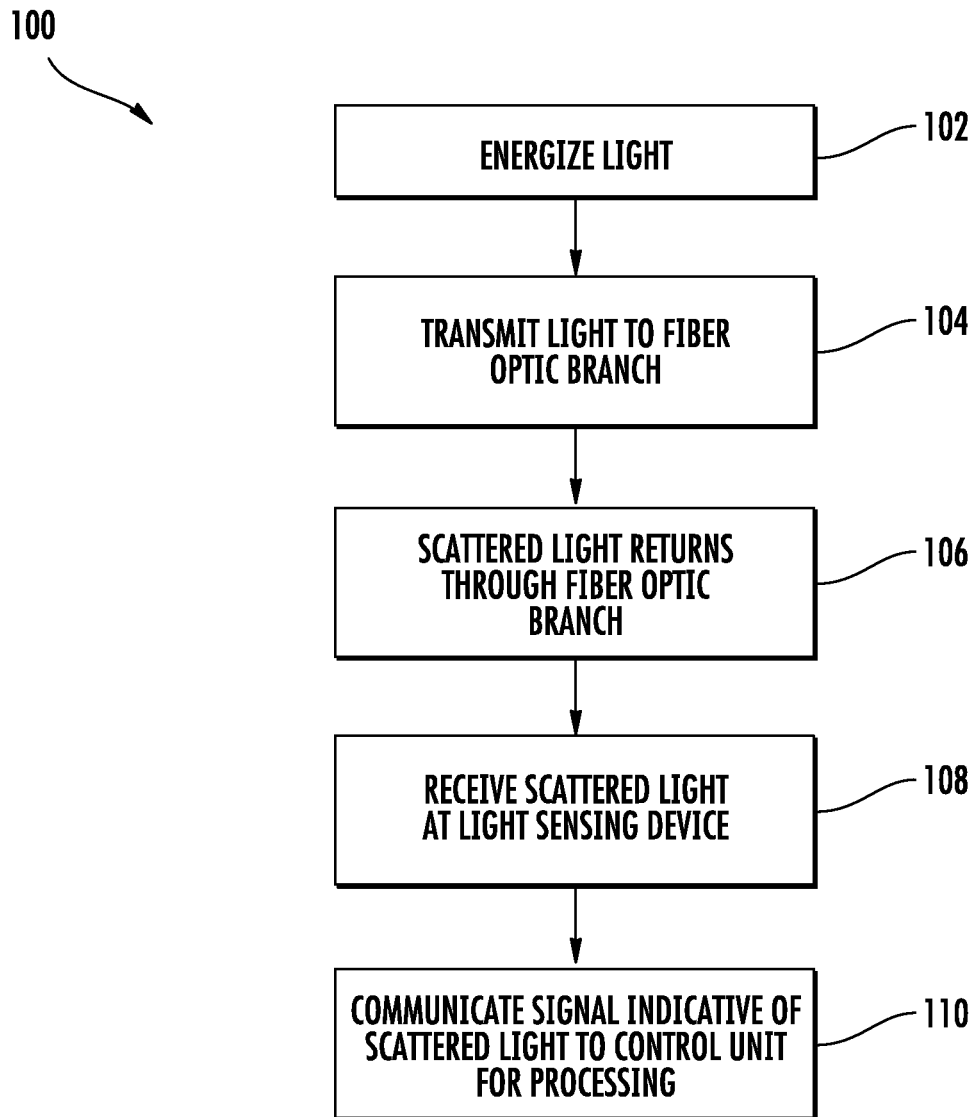 100
ENERGIZE LIGHT
102
TRANSMIT LIGHT TO FIBER
OPTIC BRANCH
104
SCATTERED LIGHT RETURNS
THROUGH FIBER OPTIC
BRANCH
106
RECEIVE SCATTERED LIGHT
AT LIGHT SENSING DEVICE
108
COMMUNICATE SIGNAL INDICATIVE OF
SCATTERED LIGHT TO CONTROL UNIT
FOR PROCESSING
110